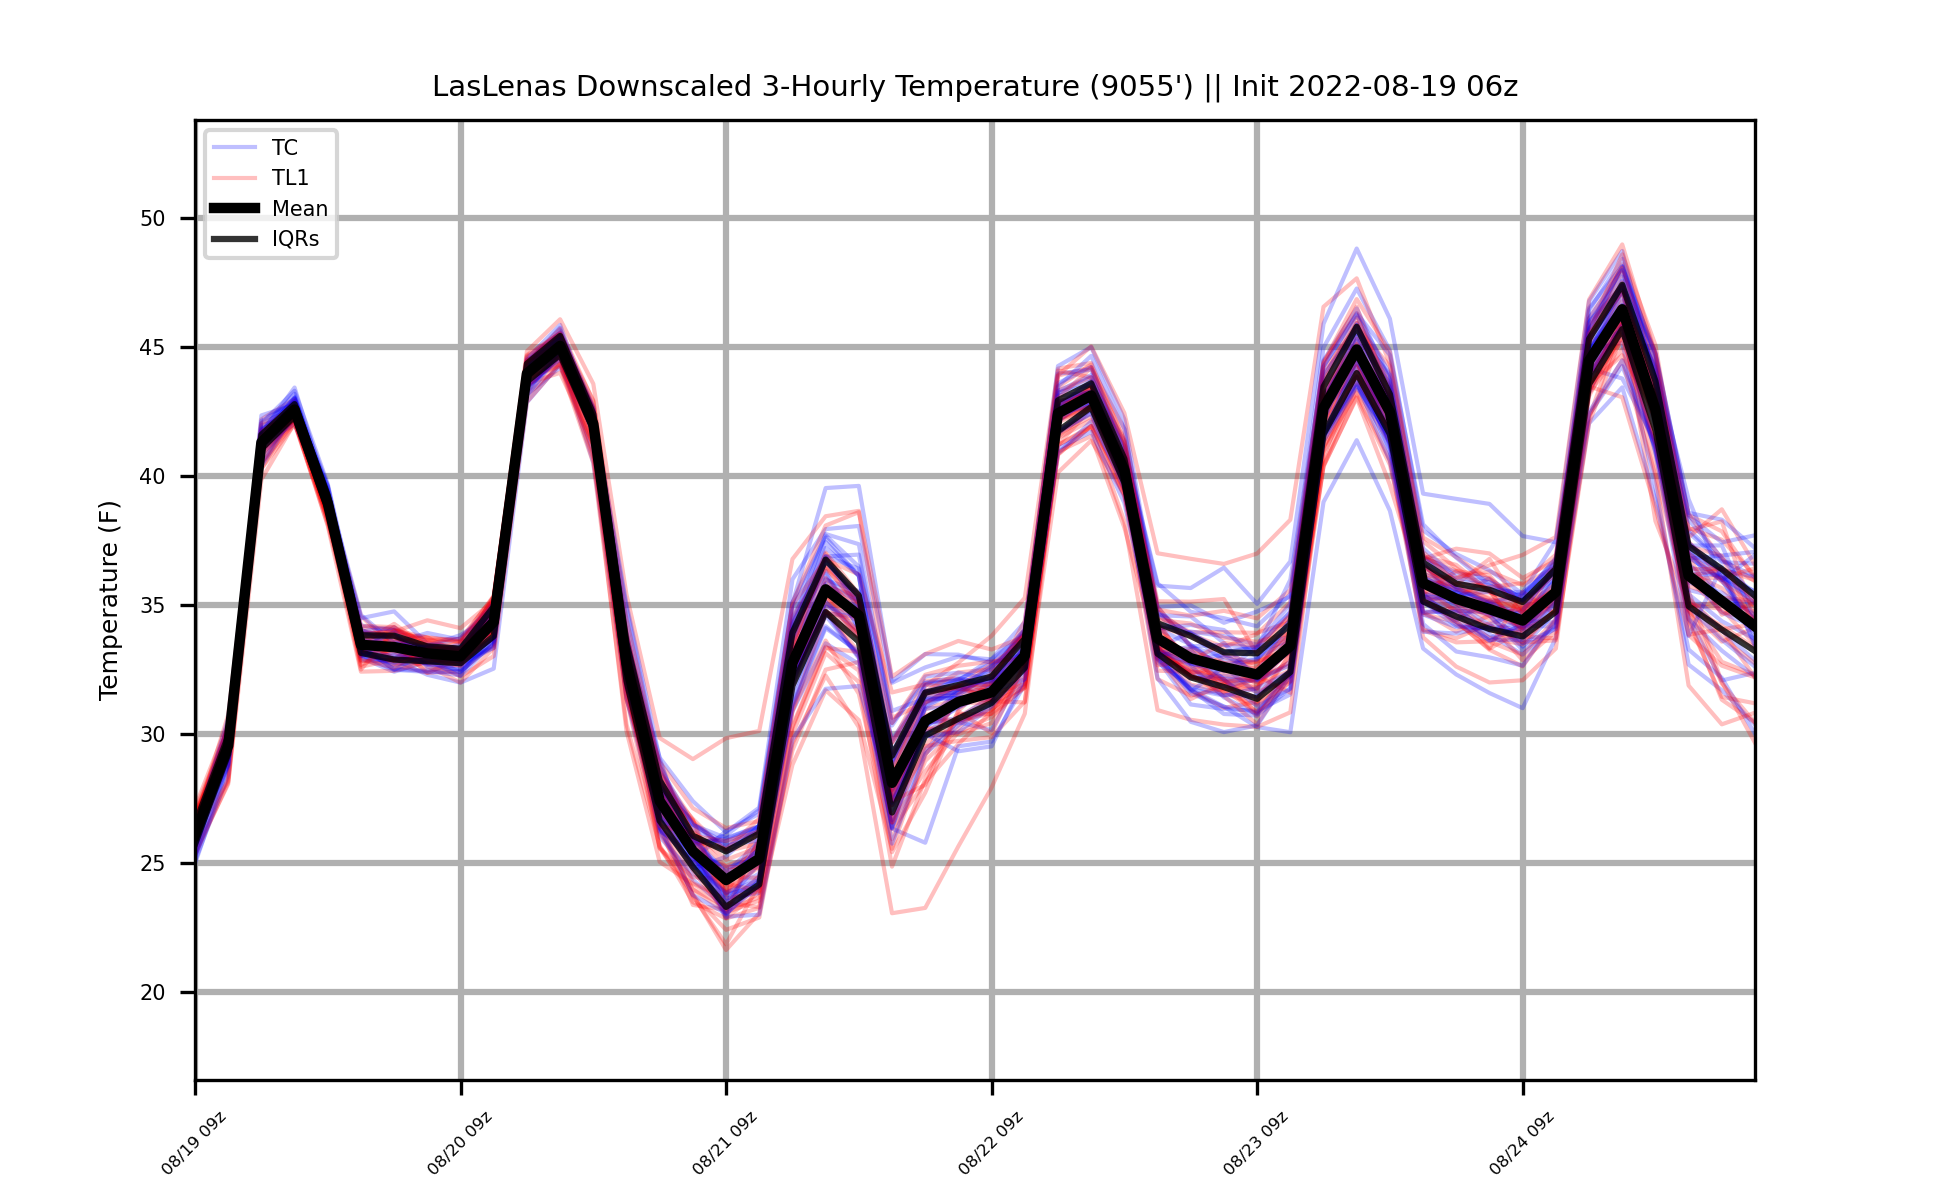 LasLenas Downscaled 3-Hourly Temperature (9055') || Init 2022-08-19 06z
TC
TL1
Mean
IQRs
Temperature (F)
50
45
40
35
30
25
20
08/19 09z
08/20 09z
08/21 09z
08/22 09z
08/23 09z
08/24 09z